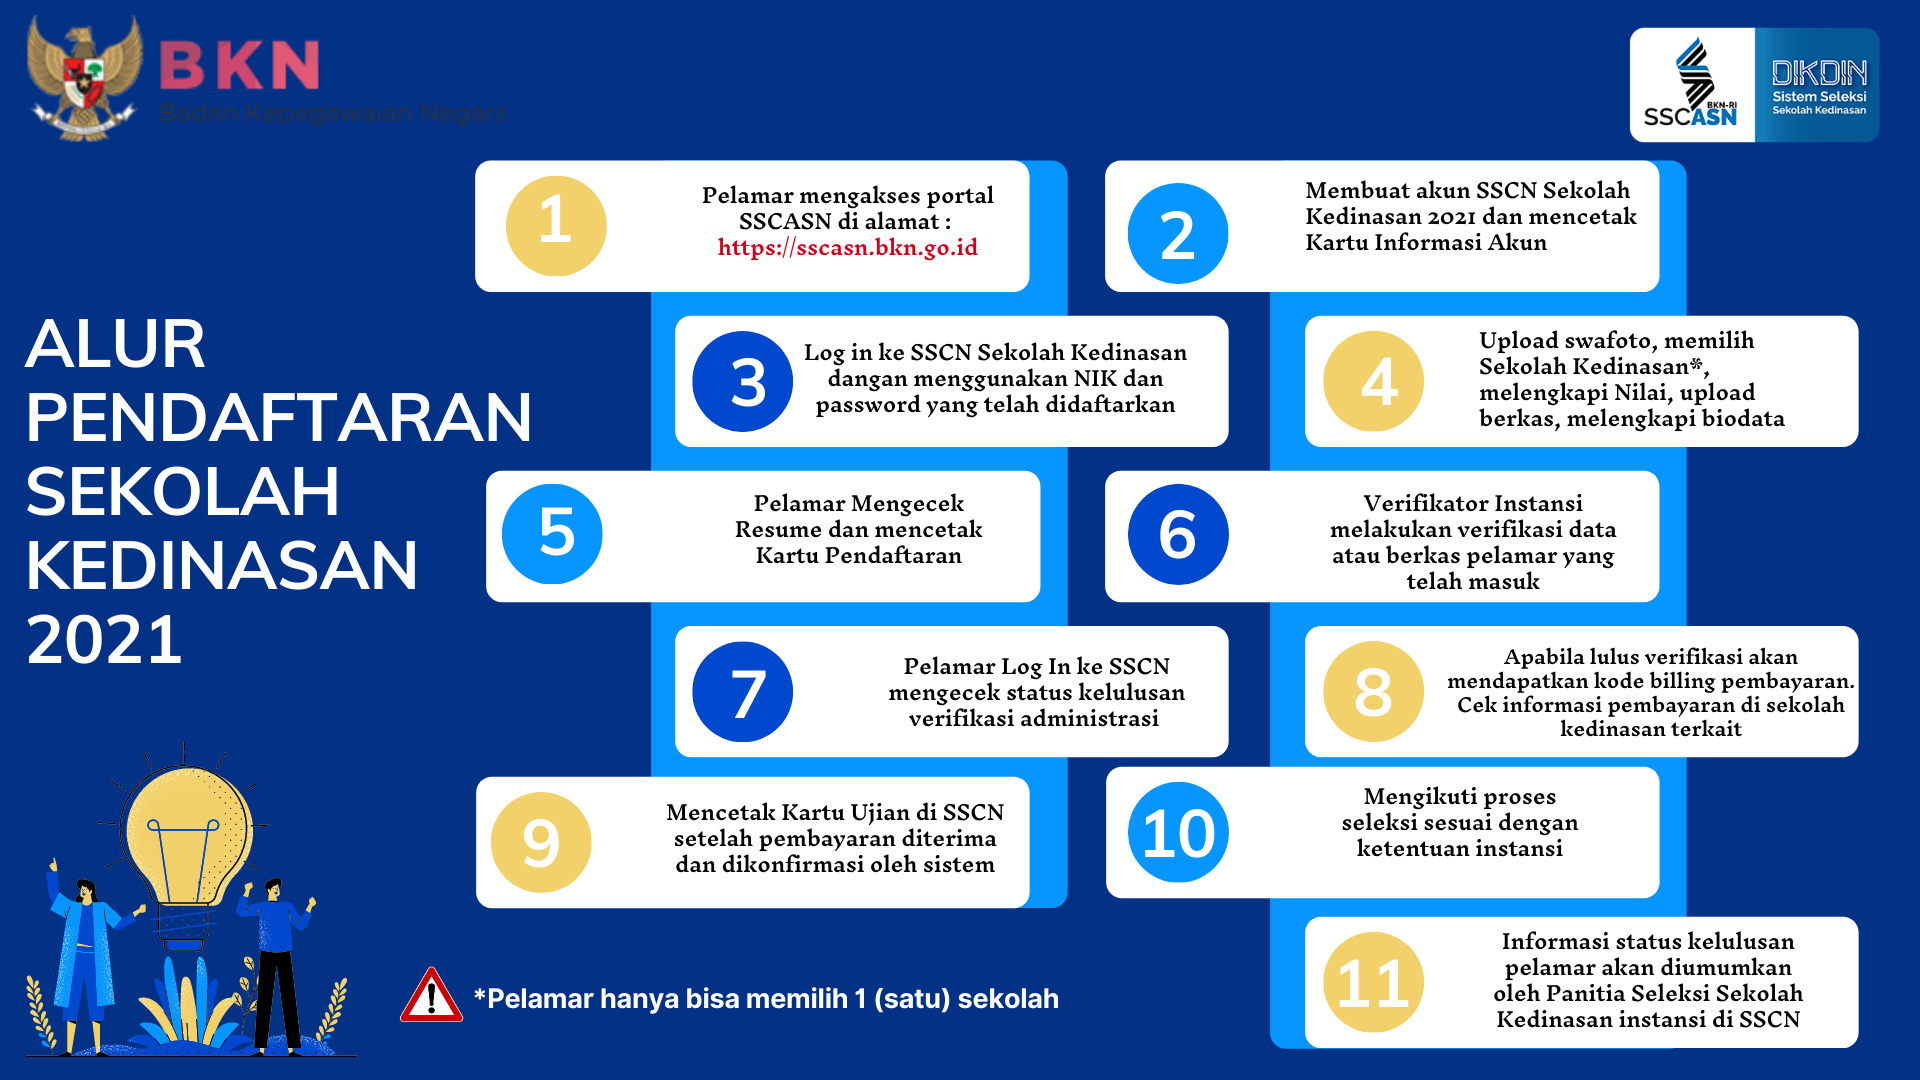 BKN
Badan Kepegawaian Negara
BKN-RI
SSCASN
DIKDIN
Sistem Seleksi
Sekolah Kedinasan
ALUR
PENDAFTARAN
SEKOLAH
KEDINASAN
2021
1
Pelamar mengakses portal
SSCASN di alamat :
https://sscasn.bkn.go.id
2
Membuat akun SSCN Sekolah
Kedinasan 2021 dan mencetak
Kartu Informasi Akun
3
Log in ke SSCN Sekolah Kedinasan
dangan menggunakan NIK dan
password yang telah didaftarkan
4
Upload swafoto, memilih
Sekolah Kedinasan*,
melengkapi Nilai, upload
berkas, melengkapi biodata
5
Pelamar Mengecek
Resume dan mencetak
Kartu Pendaftaran
6
Verifikator Instansi
melakukan verifikasi data
atau berkas pelamar yang
telah masuk
7
Pelamar Log In ke SSCN
mengecek status kelulusan
verifikasi administrasi
8
Apabila lulus verifikasi akan
mendapatkan kode billing pembayaran.
Cek informasi pembayaran di sekolah
kedinasan terkait
9
Mencetak Kartu Ujian di SSCN
setelah pembayaran diterima
dan dikonfirmasi oleh sistem
10
Mengikuti proses
seleksi sesuai dengan
ketentuan instansi
11
Informasi status kelulusan
pelamar akan diumumkan
oleh Panitia Seleksi Sekolah
Kedinasan instansi di SSCN
*Pelamar hanya bisa memilih 1 (satu) sekolah